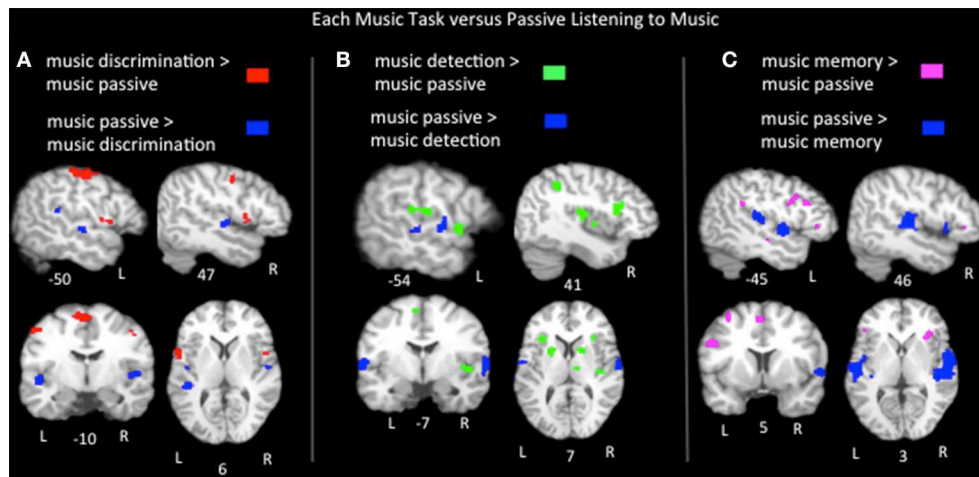 Each Music Task versus Passive Listening to Music
A
music discrimination >
music passive
music passive >
music discrimination
-50
L
47
R
L
-10
R
L
6
R
B
music detection >
music passive
music passive >
music detection
-54
L
41
R
L
-7
R
L
7
R
C
music memory >
music passive
music passive >
music memory
-45
L
46
R
L
5
R
L
3
R